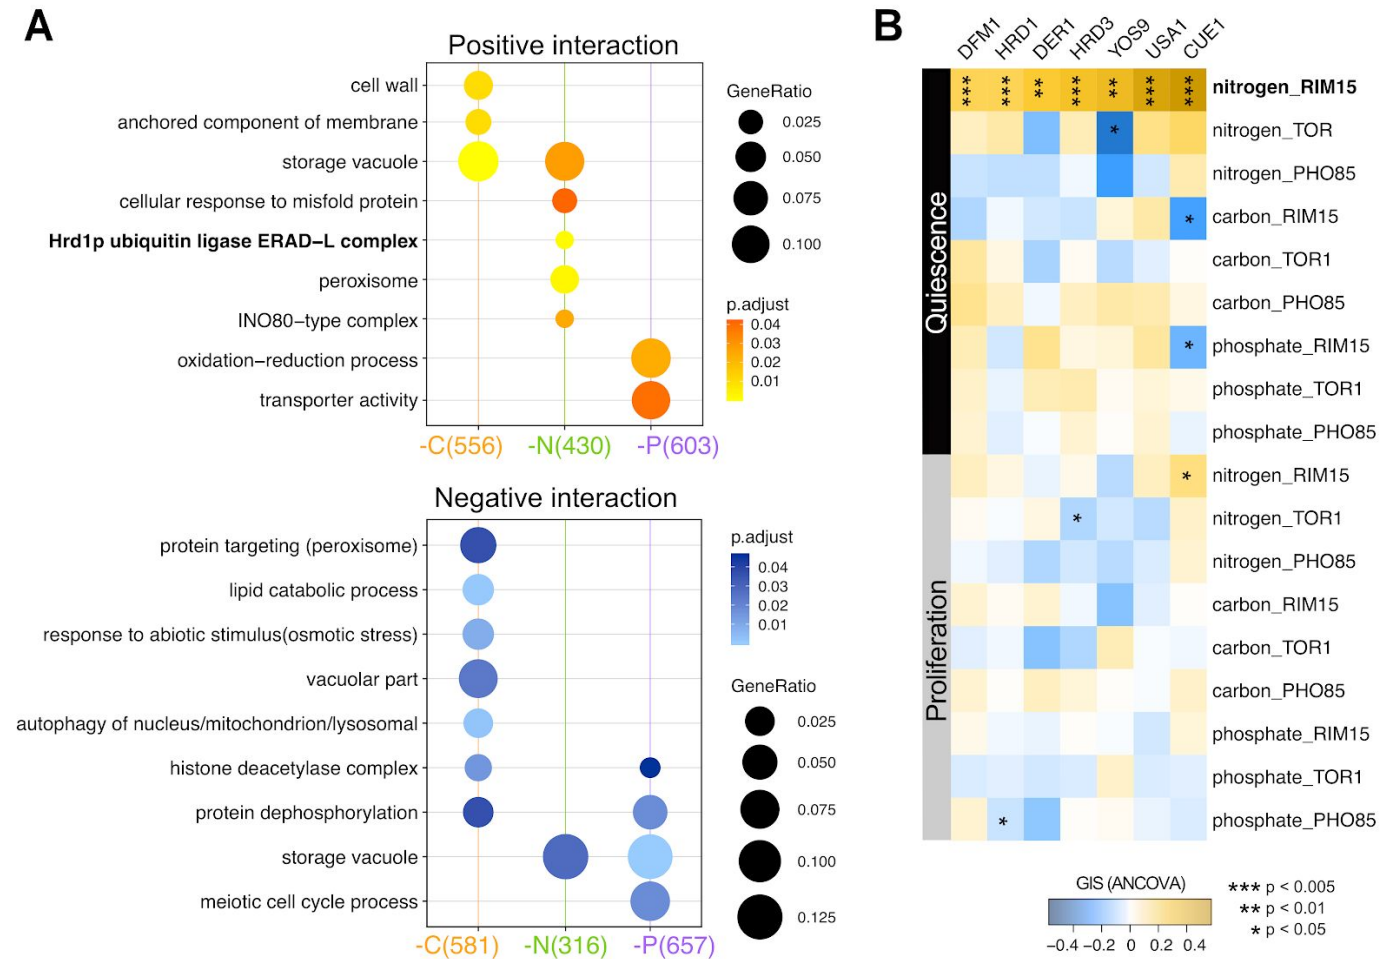 A
Positive interaction
cell wall
anchored component of membrane
storage vacuole
cellular response to misfold protein
Hrd1p ubiquitin ligase ERAD−L complex
peroxisome
INO80−type complex
oxidation−reduction process
transporter activity
-C(556) -N(430) -P(603)
GeneRatio
0.025
0.050
0.075
0.100
p.adjust
0.04
0.03
0.02
0.01
Negative interaction
protein targeting (peroxisome)
lipid catabolic process
response to abiotic stimulus(osmotic stress)
vacuolar part
autophagy of nucleus/mitochondrion/lysosomal
histone deacetylase complex
protein dephosphorylation
storage vacuole
meiotic cell cycle process
-C(581) -N(316) -P(657)
p.adjust
0.04
0.03
0.02
0.01
GeneRatio
0.025
0.050
0.075
0.100
0.125
B
DFM1 HRD1 DER1 HRD3 YOS9 USA1 CUE1
Quiescence
*** *** ** *** ** *** *** nitrogen_RIM15
* nitrogen_TOR
nitrogen_PHO85
* carbon_RIM15
carbon_TOR1
carbon_PHO85
* phosphate_RIM15
phosphate_TOR1
phosphate_PHO85
Proliferation
* nitrogen_RIM15
* nitrogen_TOR1
nitrogen_PHO85
carbon_RIM15
carbon_TOR1
carbon_PHO85
phosphate_RIM15
phosphate_TOR1
* phosphate_PHO85
GIS (ANCOVA)
−0.4 −0.2 0 0.2 0.4
*** p < 0.005
** p < 0.01
* p < 0.05